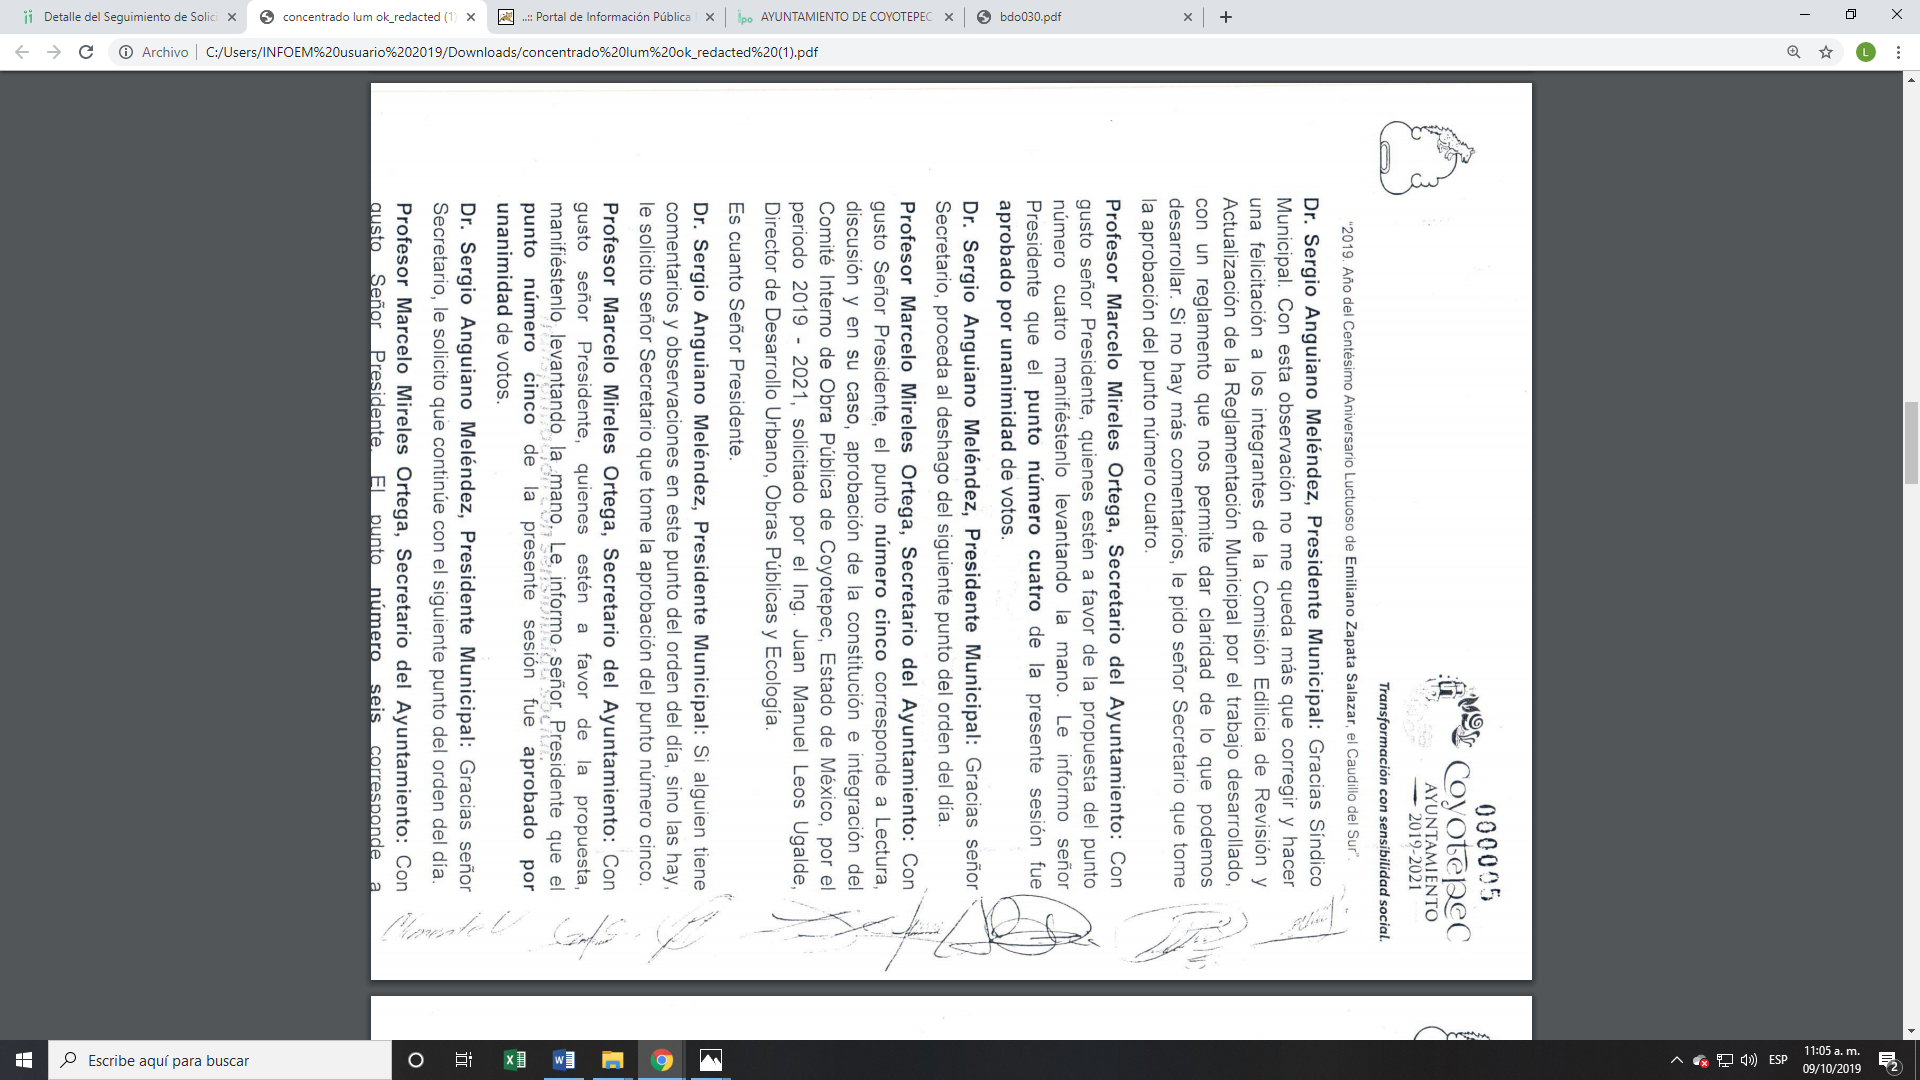 Detalle del Seguimiento de Solici
concentrado lum ok_redacted (1)
..:: Portal de Información Pública
AYUNTAMIENTO DE COYOTEPEC
bdo030.pdf
Archivo
C:/Users/INFOEM%20usuario%202019/Downloads/concentrado%20lum%20ok_redacted%20(1).pdf
L
000005
Coyotepec
AYUNTAMIENTO
2019-2021
Transformación con sensibilidad social.
"2019. Año del Centésimo Aniversario Luctuoso de Emiliano Zapata Salazar, el Caudillo del Sur".
Dr. Sergio Anguiano Meléndez, Presidente Municipal: Gracias Síndico
Municipal. Con esta observación no me queda más que corregir y hacer
una felicitación a los integrantes de la Comisión Edilicia de Revisión y
Actualización de la Reglamentación Municipal por el trabajo desarrollado,
con un reglamento que nos permite dar claridad de lo que podemos
desarrollar. Si no hay más comentarios, le pido señor Secretario que tome
la aprobación del punto número cuatro.
Profesor Marcelo Mireles Ortega, Secretario del Ayuntamiento: Con
gusto señor Presidente, quienes estén a favor de la propuesta del punto
número cuatro manifiéstenlo levantando la mano. Le informo señor
Presidente que el punto número cuatro de la presente sesión fue
aprobado por unanimidad de votos.
Dr. Sergio Anguiano Meléndez, Presidente Municipal: Gracias señor
Secretario, proceda al deshago del siguiente punto del orden del día.
Profesor Marcelo Mireles Ortega, Secretario del Ayuntamiento: Con
gusto Señor Presidente, el punto número cinco corresponde a Lectura,
discusión y en su caso, aprobación de la constitución e integración del
Comité Interno de Obra Pública de Coyotepec, Estado de México, por el
periodo 2019 - 2021, solicitado por el Ing. Juan Manuel Leos Ugalde,
Director de Desarrollo Urbano, Obras Públicas y Ecología.
Es cuanto Señor Presidente.
Dr. Sergio Anguiano Meléndez, Presidente Municipal: Si alguien tiene
comentarios y observaciones en este punto del orden del día, sino las hay,
le solicito señor Secretario que tome la aprobación del punto número cinco.
Profesor Marcelo Mireles Ortega, Secretario del Ayuntamiento: Con
gusto señor Presidente, quienes estén a favor de la propuesta,
manifiéstenlo levantando la mano. Le informo señor Presidente que el
punto número cinco de la presente sesión fue aprobado por
unanimidad de votos.
Dr. Sergio Anguiano Meléndez, Presidente Municipal: Gracias señor
Secretario, le solicito que continúe con el siguiente punto del orden del día.
Profesor Marcelo Mireles Ortega, Secretario del Ayuntamiento: Con
gusto Señor Presidente. El punto número seis corresponde a
Escribe aquí para buscar
ESP
11:05 a. m.
09/10/2019
2